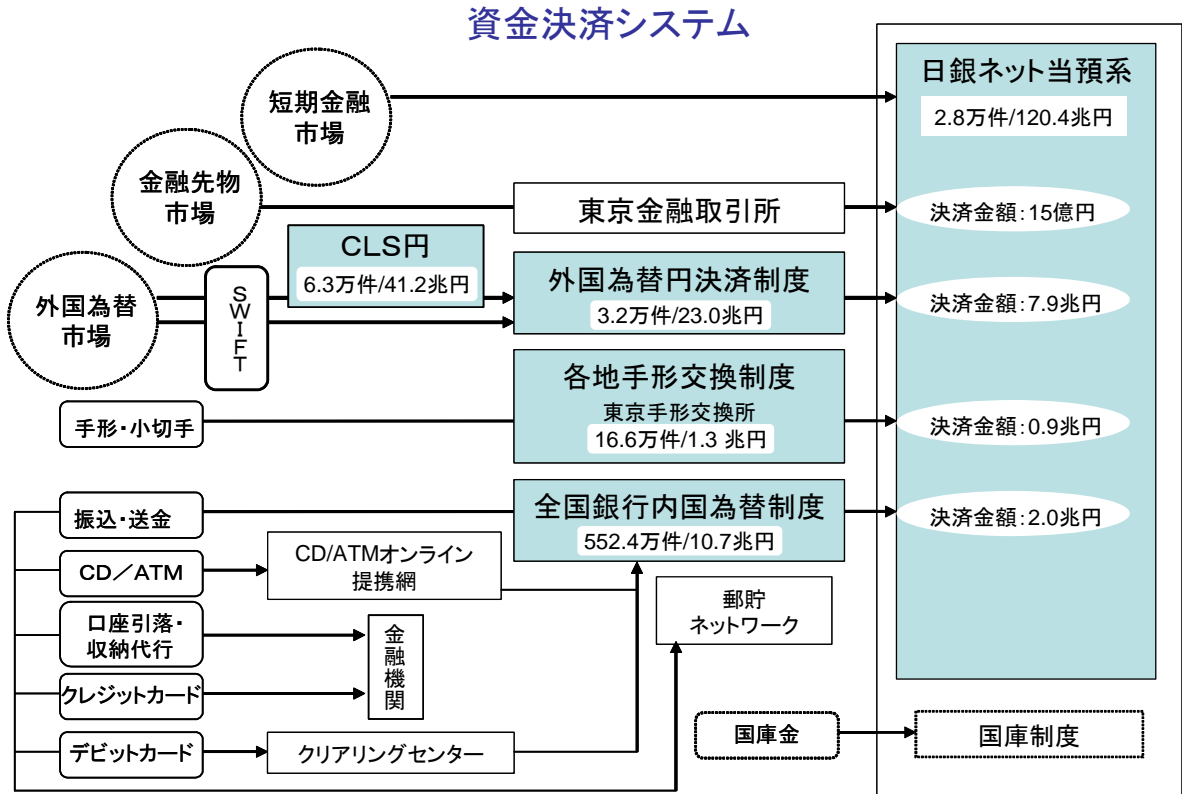 資金決済システム
日銀ネット当預系
2.8万件/120.4兆円
短期金融
市場
金融先物
市場
東京金融取引所
決済金額:15億円
CLS円
6.3万件/41.2兆円
外国為替
市場
SWIFT
外国為替円決済制度
3.2万件/23.0兆円
決済金額:7.9兆円
各地手形交換制度
東京手形交換所
16.6万件/1.3 兆円
手形・小切手
決済金額:0.9兆円
全国銀行内国為替制度
552.4万件/10.7兆円
振込・送金
決済金額:2.0兆円
CD/ATM
CD/ATMオンライン
提携網
郵貯
ネットワーク
口座引落・
収納代行
金融機関
クレジットカード
デビットカード
クリアリングセンター
国庫金
国庫制度